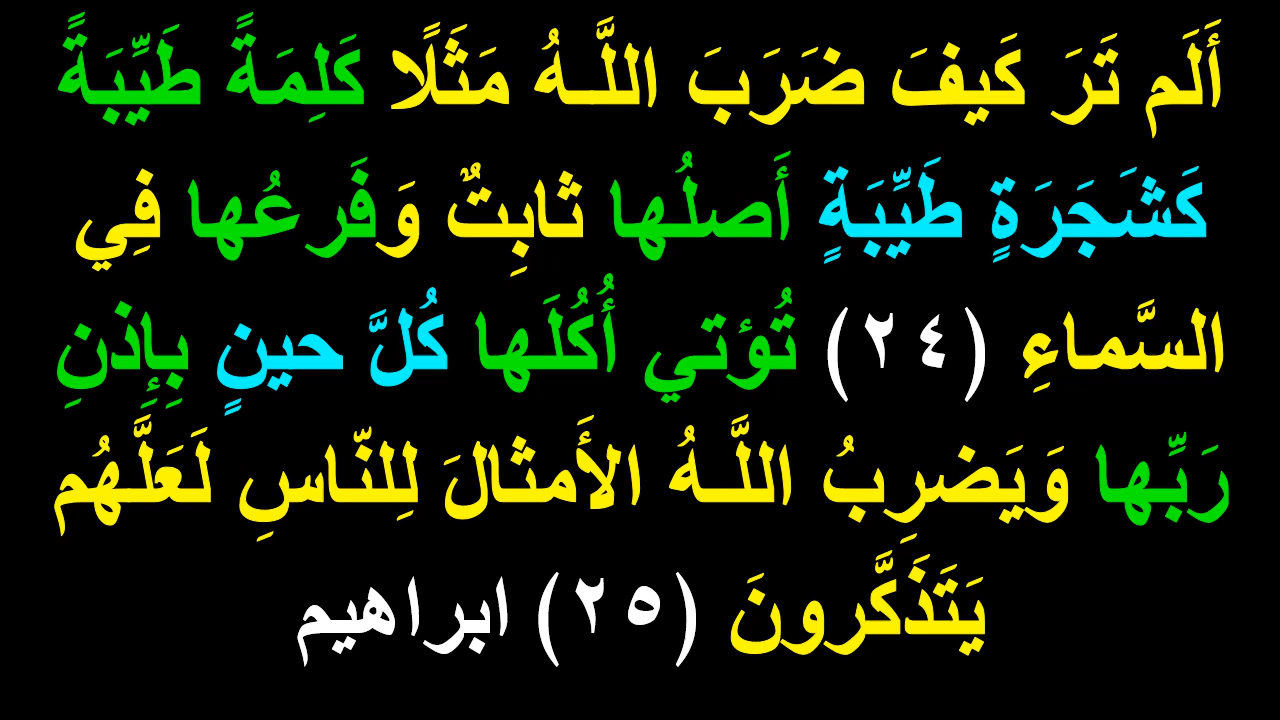 أَلَم تَرَ كَيفَ ضَرَبَ اللَّـهُ مَثَلًا كَلِمَةً طَيِّبَةً
كَشَجَرَةٍ طَيِّبَةٍ أَصلُها ثابِتٌ وَفَرعُها فِي
السَّماءِ (٢٤) تُؤتي أُكُلَها كُلَّ حينٍ بِإِذنِ
رَبِّها وَيَضرِبُ اللَّـهُ الأَمثالَ لِلنّاسِ لَعَلَّهُم
يَتَذَكَّرونَ (٢٥) ابراهيم